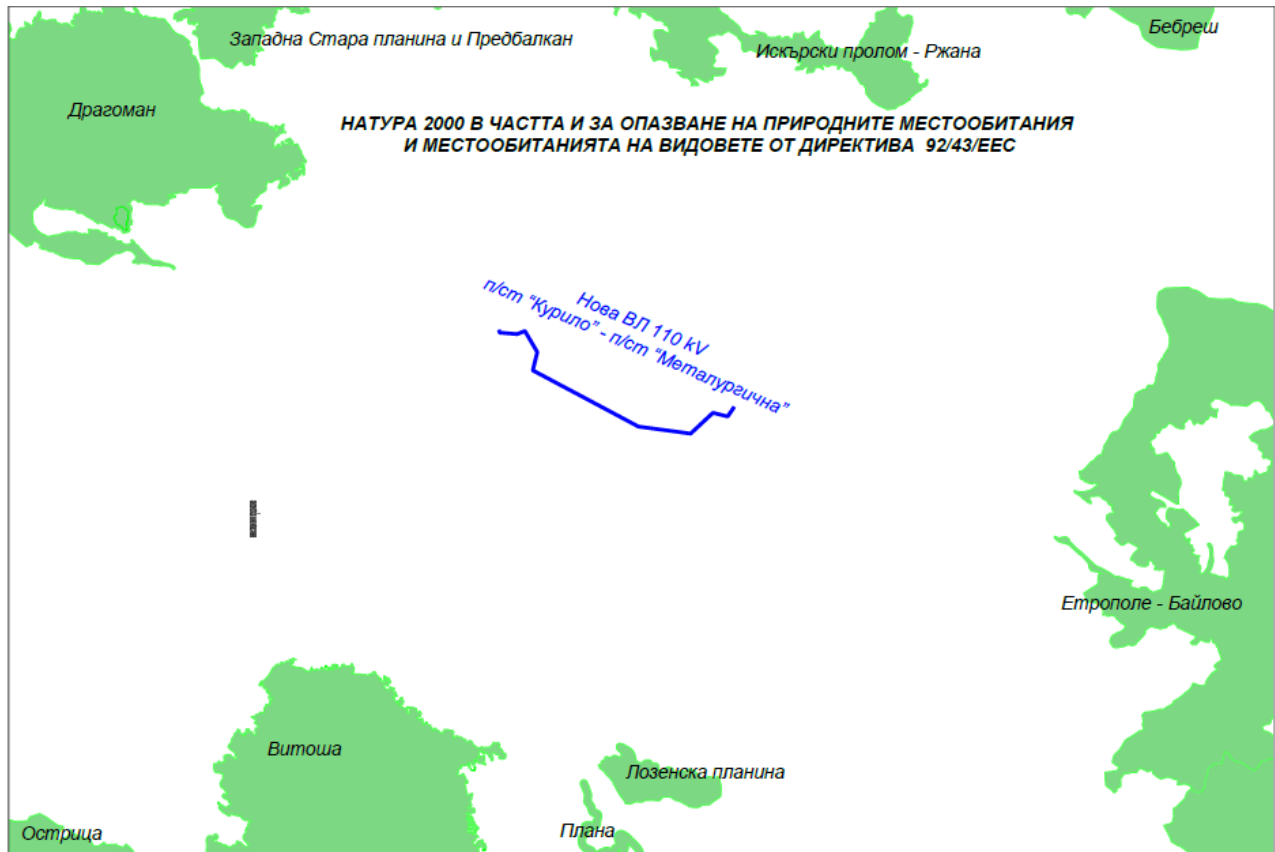 Бебреш
Западна Стара планина и Предбалкан
Искърски пролом - Ржана
Драгоман
НАТУРА 2000 В ЧАСТТА И ЗА ОПАЗВАНЕ НА ПРИРОДНИТЕ МЕСТООБИТАНИЯ
И МЕСТООБИТАНИЯТА НА ВИДОВЕТЕ ОТ ДИРЕКТИВА 92/43/ЕЕС
Нова ВЛ 110 kV
п/ст "Курило" - п/ст "Металургична"
Етрополе - Байлово
Витоша
Лозенска планина
Плана
Острица